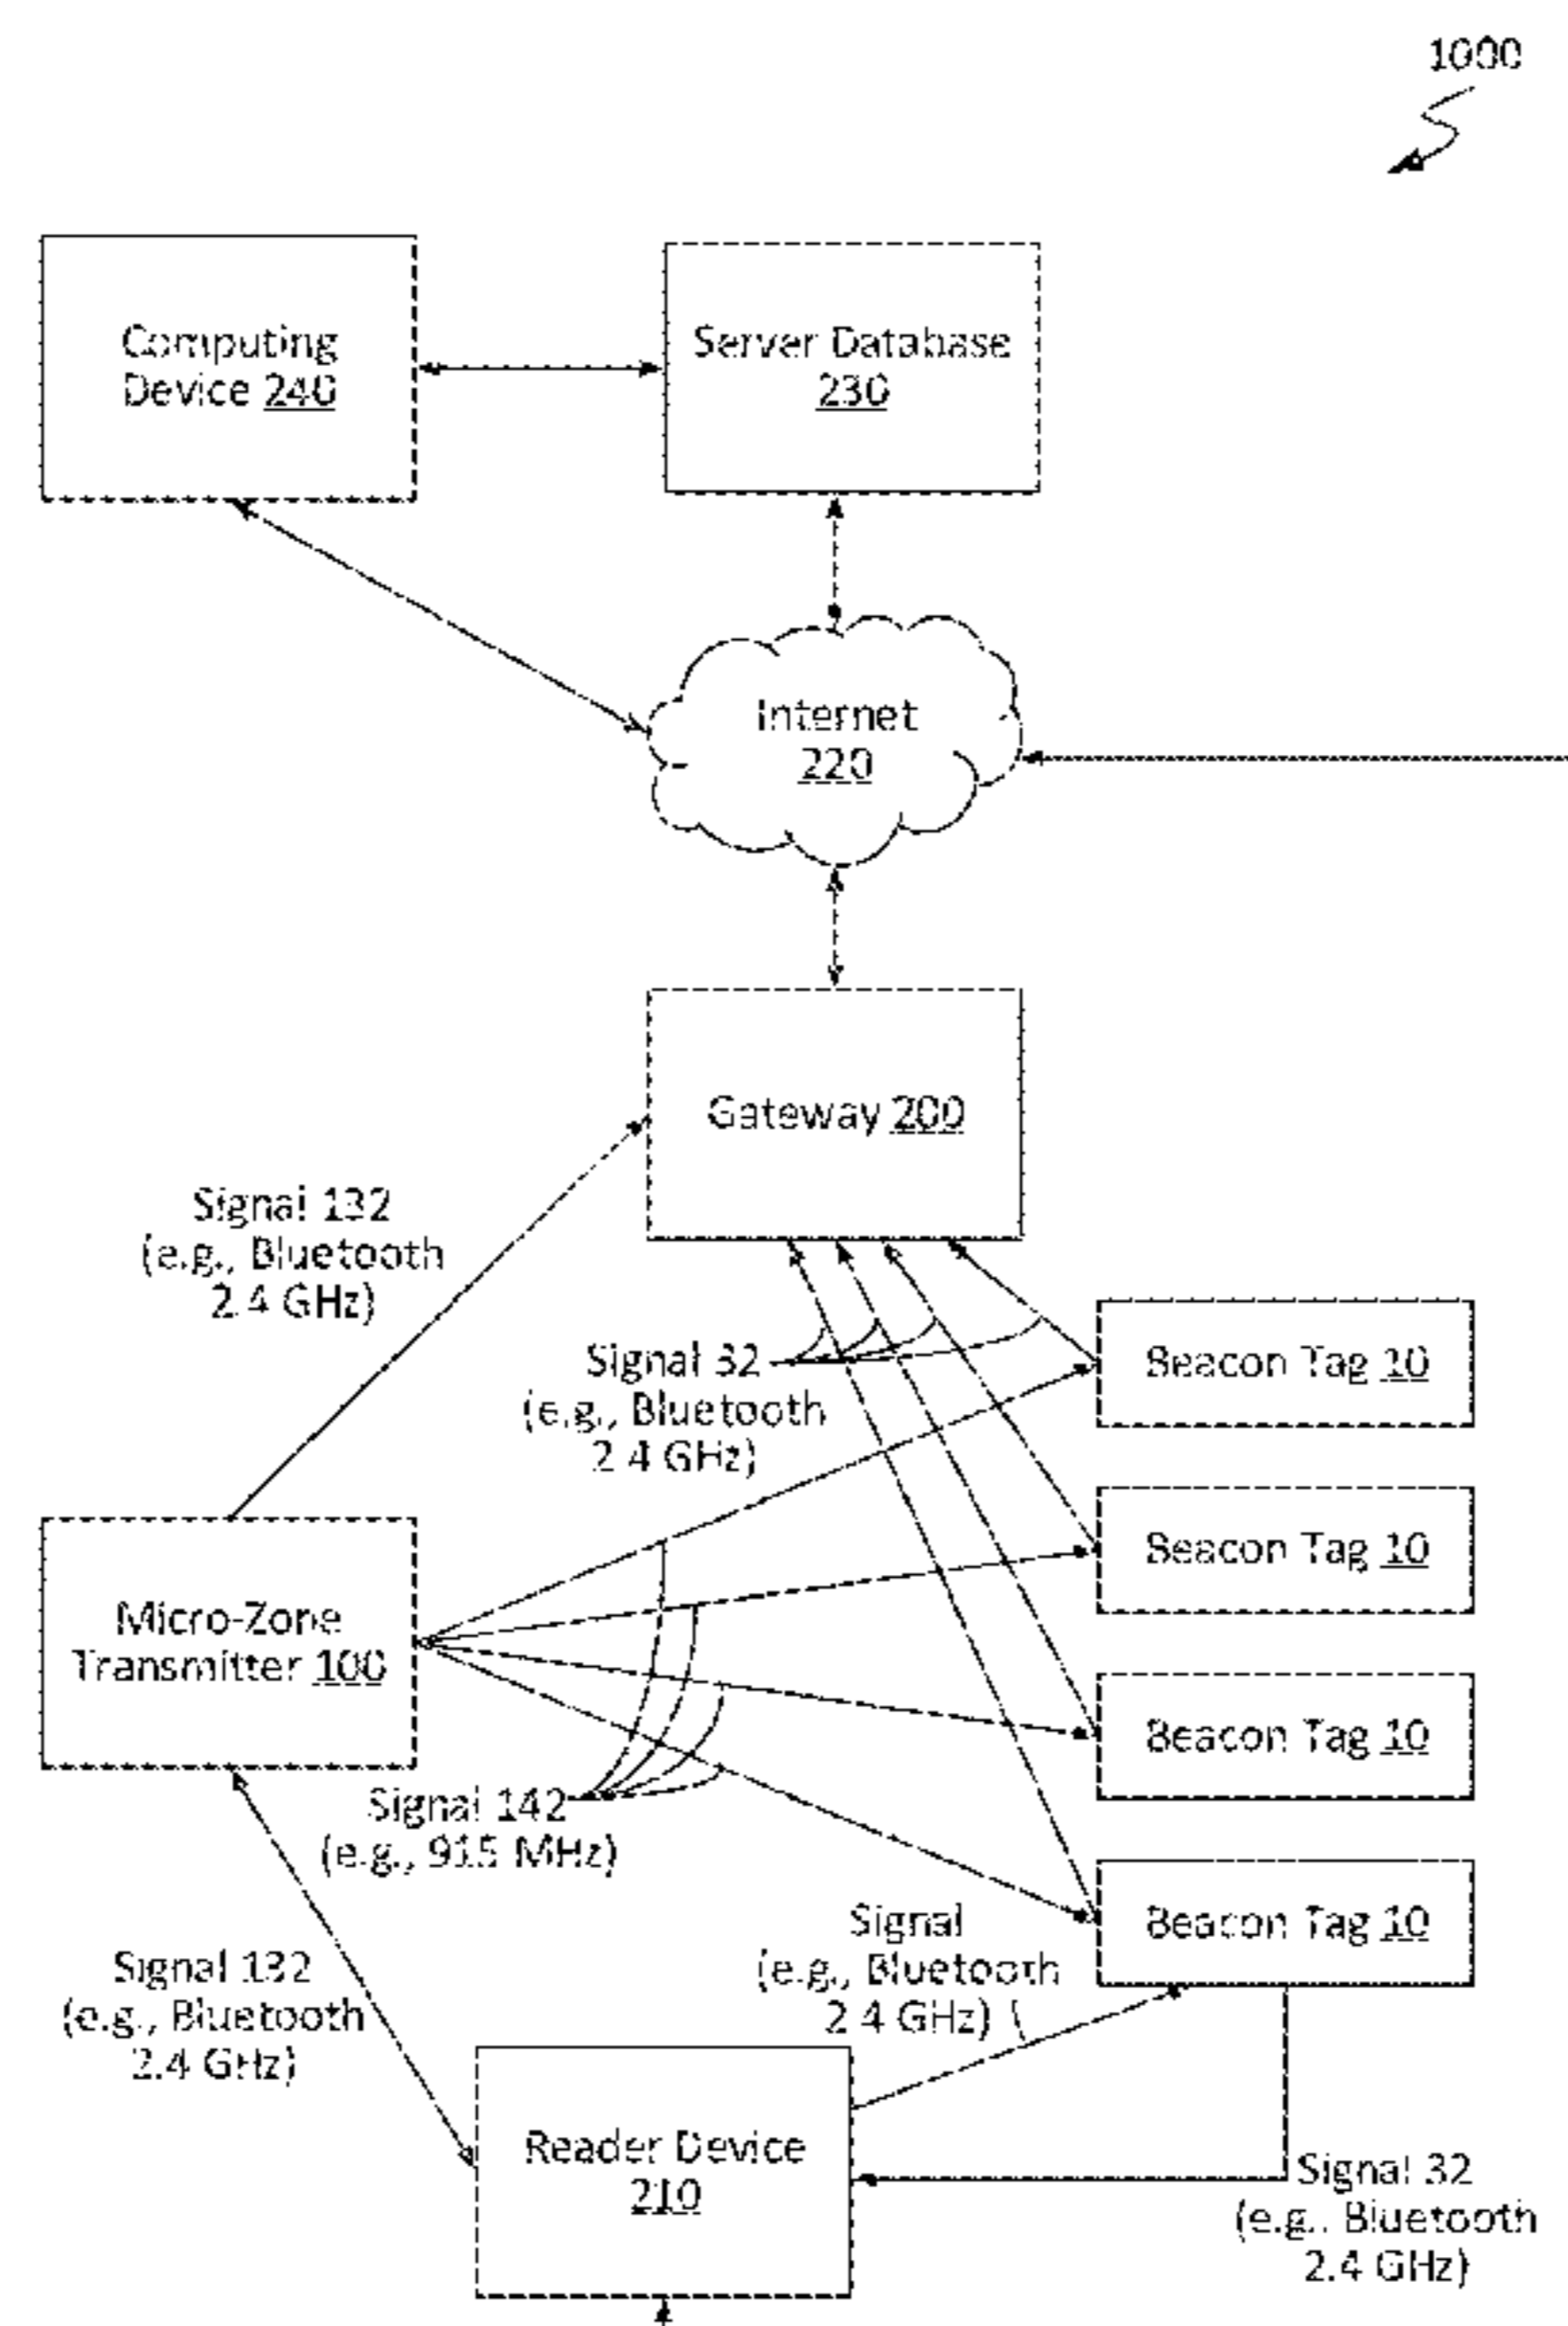 1000
Computing
Device 240
Server Database
230
Internet
220
Gateway 200
Signal 132
(e.g., Bluetooth
2.4 GHz)
Signal 32
(e.g., Bluetooth
2.4 GHz)
Beacon Tag 10
Beacon Tag 10
Micro-Zone
Transmitter 100
Beacon Tag 10
Signal 142
(e.g., 915 MHz)
Beacon Tag 10
Signal
(e.g., Bluetooth
2.4 GHz)
Signal 132
(e.g., Bluetooth
2.4 GHz)
Reader Device
210
Signal 32
(e.g., Bluetooth
2.4 GHz)